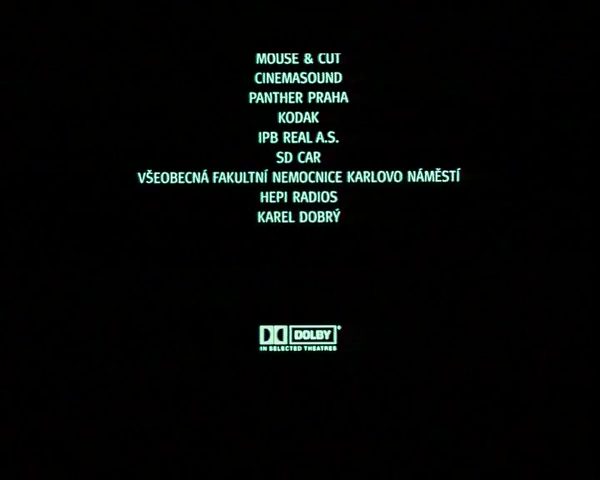 MOUSE & CUT
CINEMASOUND
PANTHER PRAHA
KODAK
IPB REAL A.S.
SD CAR
VŠEOBECNÁ FAKULTNÍ NEMOCNICE KARLOVO NÁMĚSTÍ
HEPI RADIOS
KAREL DOBRÝ
DOLBY®
IN SELECTED THEATRES